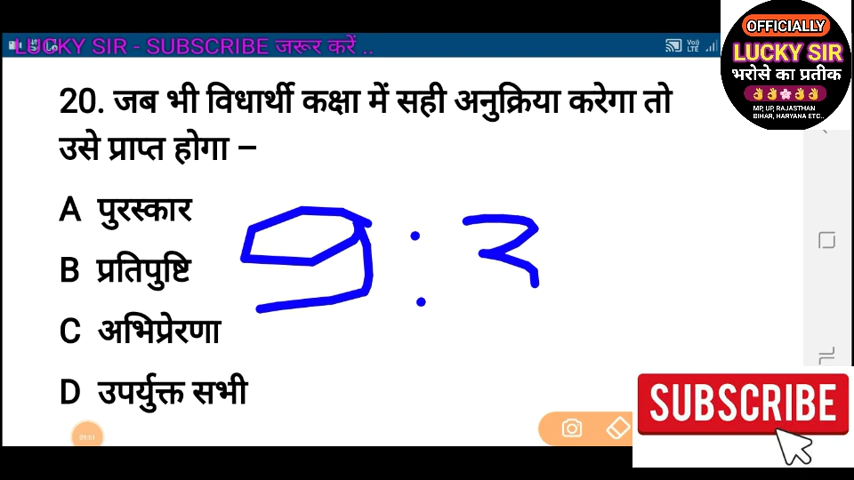 LUCKY SIR - SUBSCRIBE जरूर करें ..
OFFICIALLY
LUCKY SIR
भरोसे का प्रतीक
MP, UP, RAJASTHAN
BIHAR, HARYANA ETC..
20. जब भी विधार्थी कक्षा में सही अनुक्रिया करेगा तो
उसे प्राप्त होगा –
A पुरस्कार
B प्रतिपुष्टि
C अभिप्रेरणा
D उपर्युक्त सभी
9 : 3
SUBSCRIBE